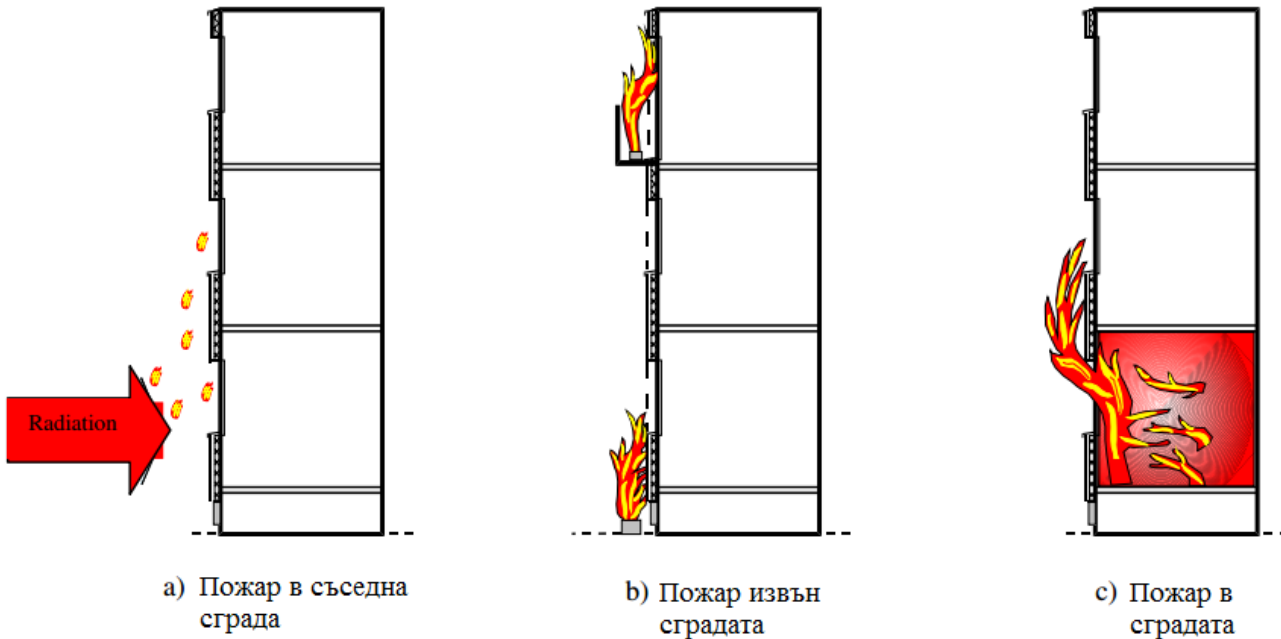 Radiation
a) Пожар в съседна
сграда
b) Пожар извън
сградата
c) Пожар в
сградата